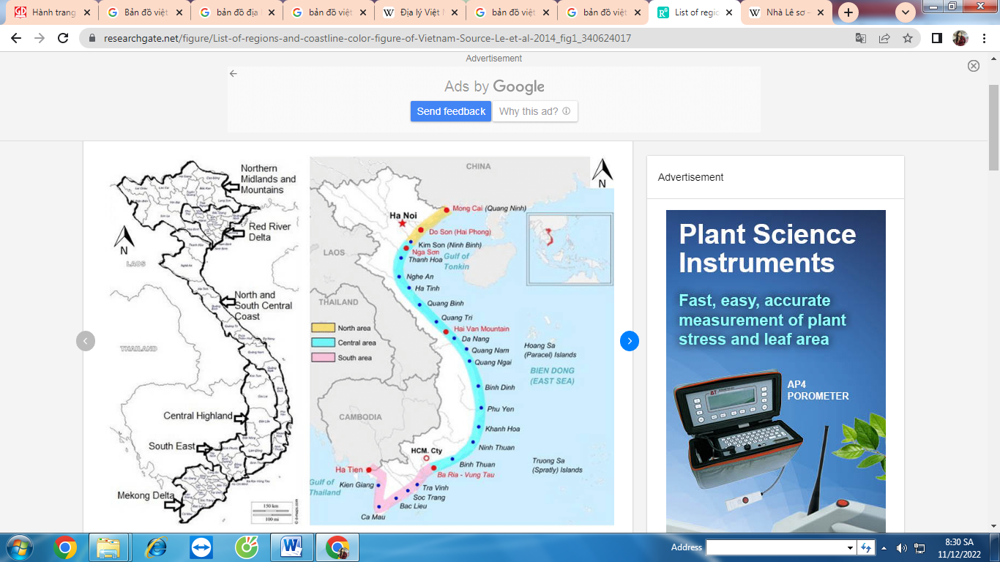 Hành trang
Bản đồ việt
bản đồ địa
bản đồ việt
Địa lý Việt
bản đồ việt
bản đồ việt
List of regio
Nhà Lê sơ –
researchgate.net/figure/List-of-regions-and-coastline-color-figure-of-Vietnam-Source-Le-et-al-2014_fig1_340624017
Advertisement
Ads by Google
Send feedback
Why this ad?
Northern
Midlands and
Mountains
Red River
Delta
N
LAOS
North and
South Central
Coast
THAILAND
Central Highland
South East
Mekong Delta
150 km
100 mi
CHINA
N
Ha Noi
Mong Cai (Quang Ninh)
Do Son (Hai Phong)
Kim Son (Ninh Binh)
Nga Son
Thanh Hoa
Gulf of
Tonkin
LAOS
Nghe An
Ha Tinh
THAILAND
Quang Binh
Quang Tri
North area
Central area
South area
Hai Van Mountain
Da Nang
Quang Nam
Quang Ngai
Hoang Sa
(Paracel) Islands
BIEN DONG
(EAST SEA)
Binh Dinh
Phu Yen
CAMBODIA
Khanh Hoa
Ninh Thuan
HCM. Cty
Binh Thuan
Truong Sa
(Spratly) Islands
Ha Tien
Ba Ria - Vung Tau
Gulf of
Thailand
Kien Giang
Tra Vinh
Soc Trang
Bac Lieu
Ca Mau
Advertisement
Plant Science
Instruments
Fast, easy, accurate
measurement of plant
stress and leaf area
AP4
POROMETER
Address
8:30 SA
11/12/2022